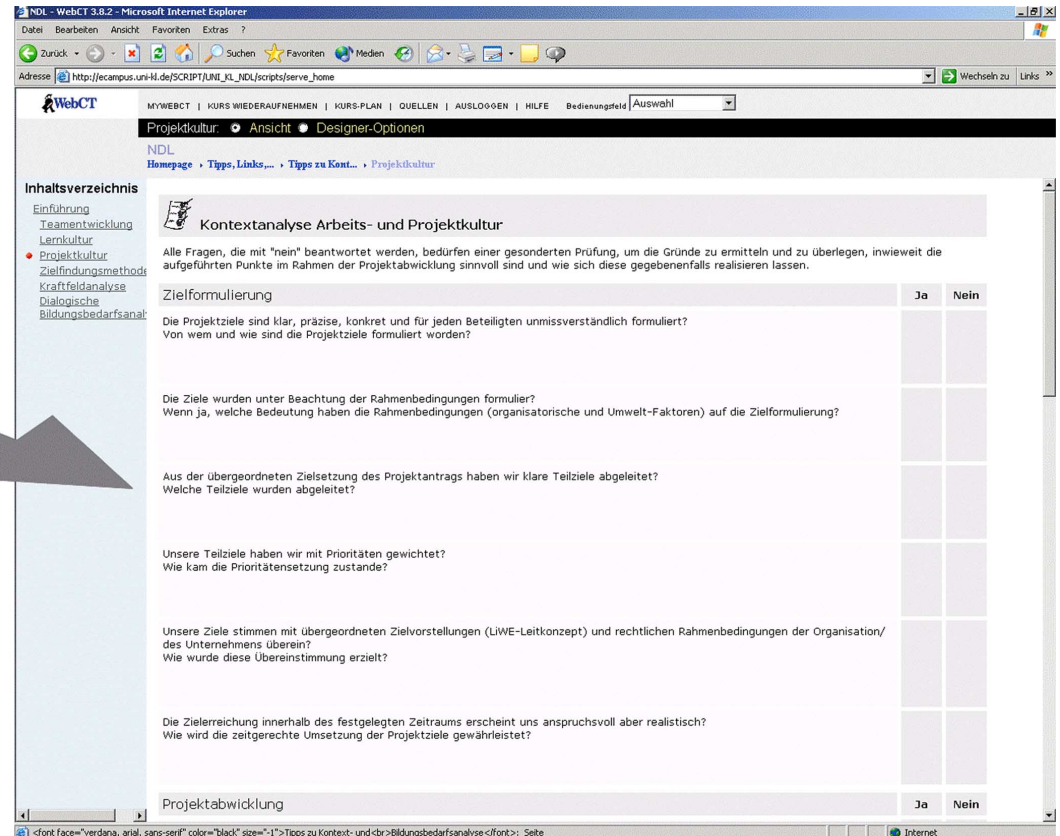 NDL - WebCT 3.8.2 - Microsoft Internet Explorer
Datei Bearbeiten Ansicht Favoriten Extras ?
Zurück Suchen Favoriten Medien
Adresse http://ecampus.uni-kl.de/SCRIPT/UNI_KL_NDL/scripts/serve_home Wechseln zu Links »
WebCT MYWEBCT | KURS WIEDERAUFNEHMEN | KURS-PLAN | QUELLEN | AUSLOGGEN | HILFE Bedienungsfeld Auswahl
Projektkultur: Ansicht Designer-Optionen
NDL
Homepage › Tipps, Links,... › Tipps zu Kont... › Projektkultur
Inhaltsverzeichnis
Einführung
Teamentwicklung
Lernkultur
Projektkultur
Zielfindungsmethode
Kraftfeldanalyse
Dialogische
Bildungsbedarfsanaly
Kontextanalyse Arbeits- und Projektkultur
Alle Fragen, die mit "nein" beantwortet werden, bedürfen einer gesonderten Prüfung, um die Gründe zu ermitteln und zu überlegen, inwieweit die
aufgeführten Punkte im Rahmen der Projektabwicklung sinnvoll sind und wie sich diese gegebenenfalls realisieren lassen.
Zielformulierung Ja Nein
Die Projektziele sind klar, präzise, konkret und für jeden Beteiligten unmissverständlich formuliert?
Von wem und wie sind die Projektziele formuliert worden?
Die Ziele wurden unter Beachtung der Rahmenbedingungen formulier?
Wenn ja, welche Bedeutung haben die Rahmenbedingungen (organisatorische und Umwelt-Faktoren) auf die Zielformulierung?
Aus der übergeordneten Zielsetzung des Projektantrags haben wir klare Teilziele abgeleitet?
Welche Teilziele wurden abgeleitet?
Unsere Teilziele haben wir mit Prioritäten gewichtet?
Wie kam die Prioritätensetzung zustande?
Unsere Ziele stimmen mit übergeordneten Zielvorstellungen (LiWE-Leitkonzept) und rechtlichen Rahmenbedingungen der Organisation/
des Unternehmens überein?
Wie wurde diese Übereinstimmung erzielt?
Die Zielerreichung innerhalb des festgelegten Zeitraums erscheint uns anspruchsvoll aber realistisch?
Wie wird die zeitgerechte Umsetzung der Projektziele gewährleistet?
Projektabwicklung Ja Nein
<font face="verdana, arial, sans-serif" color="black" size="-1">Tipps zu Kontext- und<br>Bildungsbedarfsanalyse</font>: Seite Internet